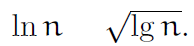 ln n √lg n.